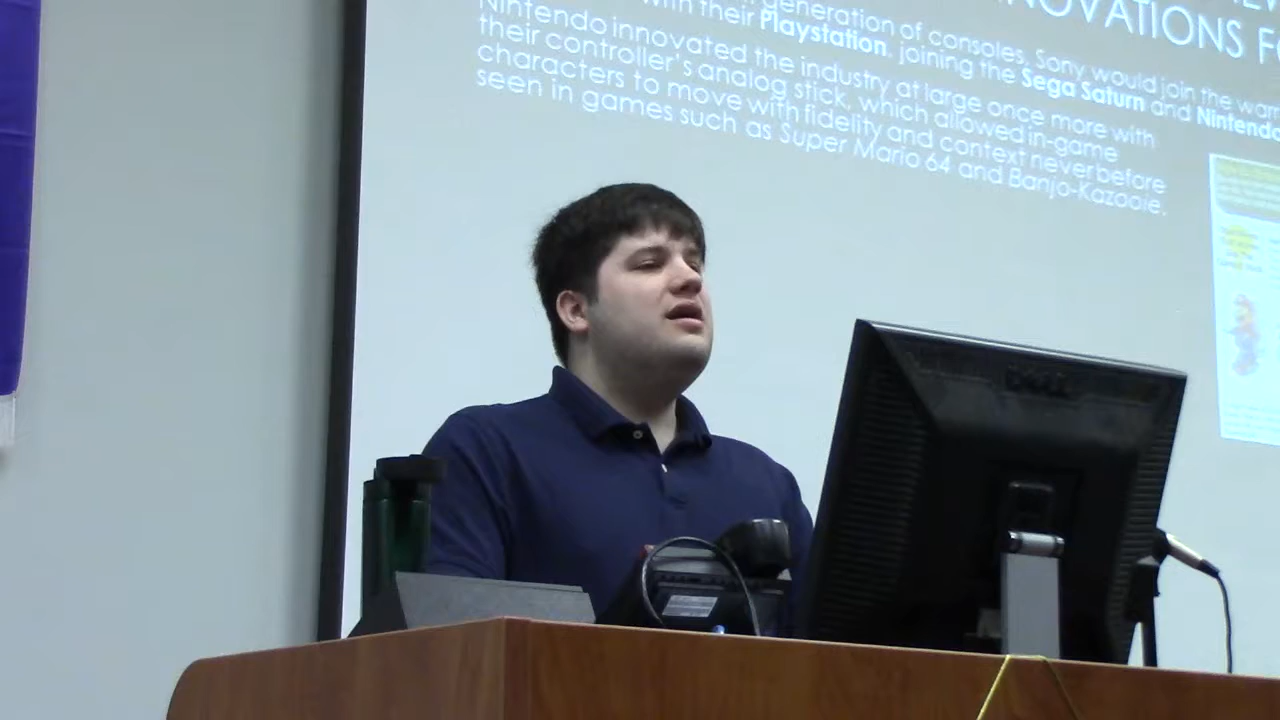 NOVATIONS F
generation of consoles, Sony would join the war
with their Playstation, joining the Sega Saturn and Nintendo
Nintendo innovated the industry at large once more with
their controller's analog stick, which allowed in-game
characters to move with fidelity and context never before
seen in games such as Super Mario 64 and Banjo-Kazooie.
DELL